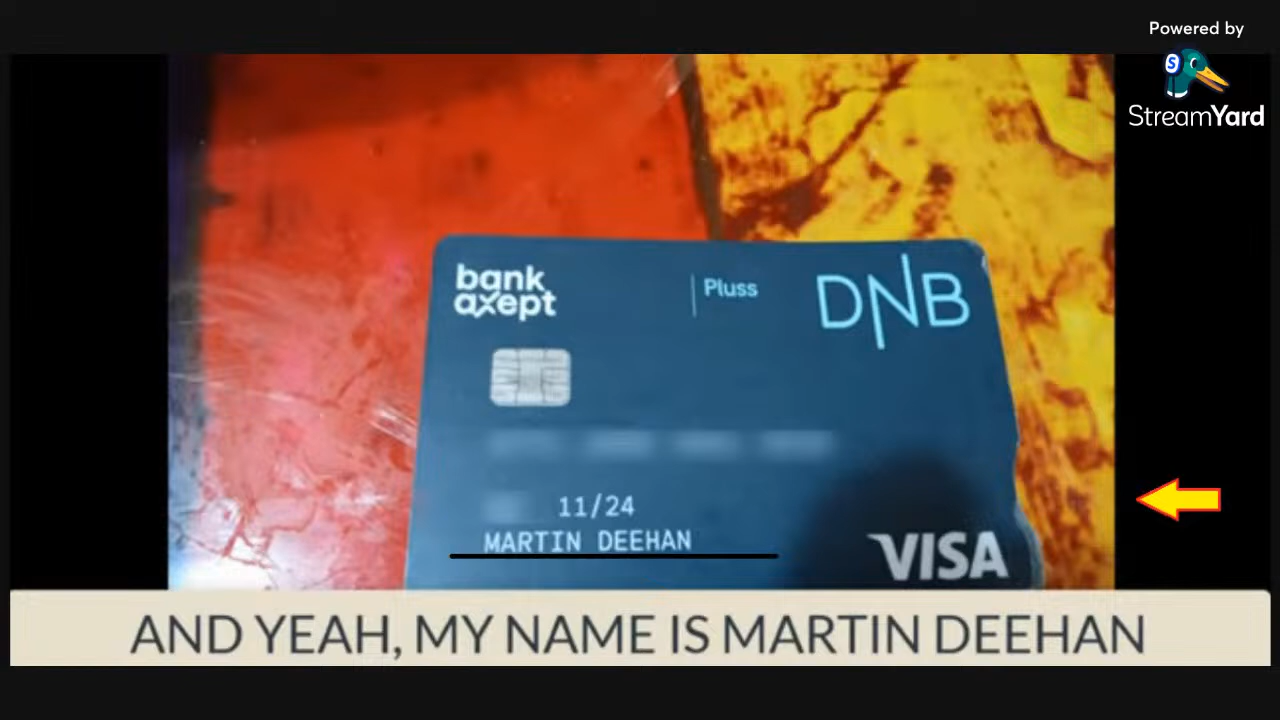 Powered by
S
StreamYard
bank
axept
Pluss
DNB
11/24
MARTIN DEEHAN
VISA
AND YEAH, MY NAME IS MARTIN DEEHAN